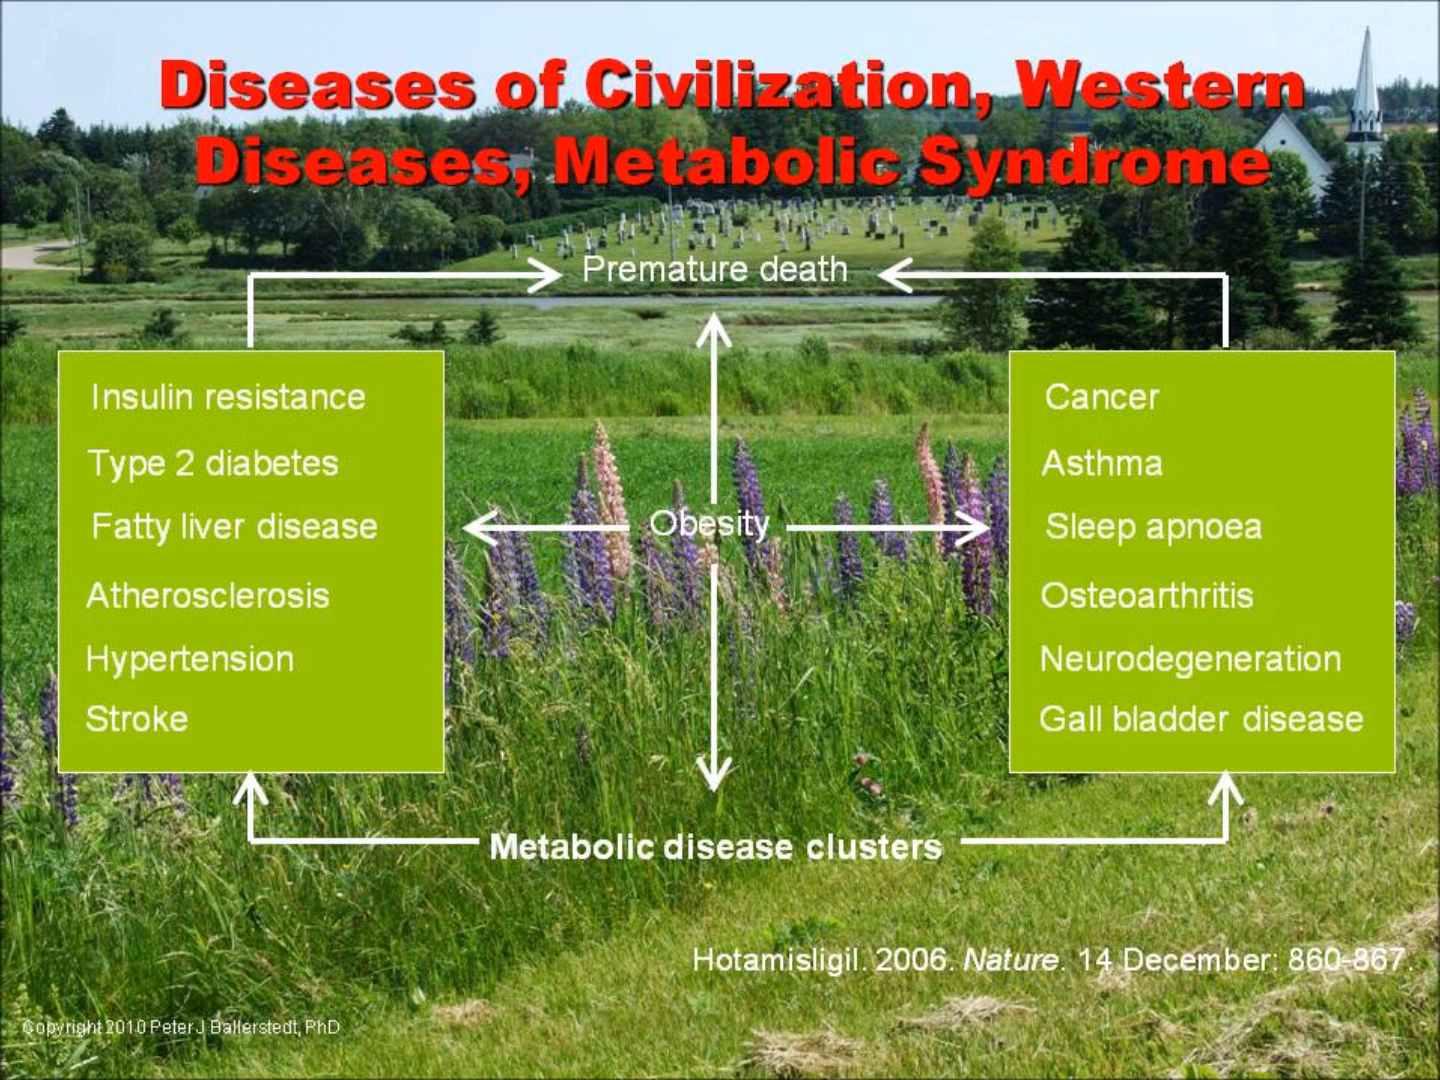 Diseases of Civilization, Western
Diseases, Metabolic Syndrome
Premature death
Insulin resistance
Type 2 diabetes
Fatty liver disease
Atherosclerosis
Hypertension
Stroke
Obesity
Cancer
Asthma
Sleep apnoea
Osteoarthritis
Neurodegeneration
Gall bladder disease
Metabolic disease clusters
Hotamisligil. 2006. Nature. 14 December: 860-867.
Copyright 2010 Peter J Ballerstedt, PhD